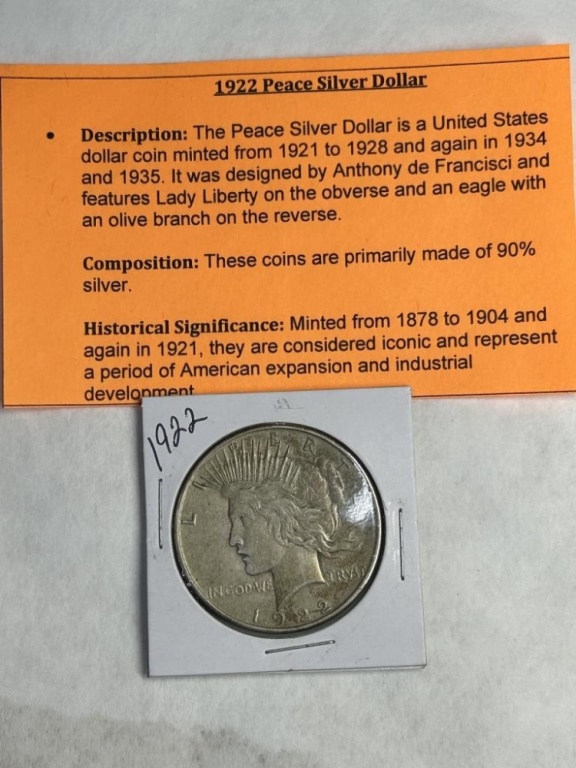 1922 Peace Silver Dollar
• Description: The Peace Silver Dollar is a United States
dollar coin minted from 1921 to 1928 and again in 1934
and 1935. It was designed by Anthony de Francisci and
features Lady Liberty on the obverse and an eagle with
an olive branch on the reverse.
Composition: These coins are primarily made of 90%
silver.
Historical Significance: Minted from 1878 to 1904 and
again in 1921, they are considered iconic and represent
a period of American expansion and industrial
development
1922
LIBERTY
IN GOD WE TRVST
1922